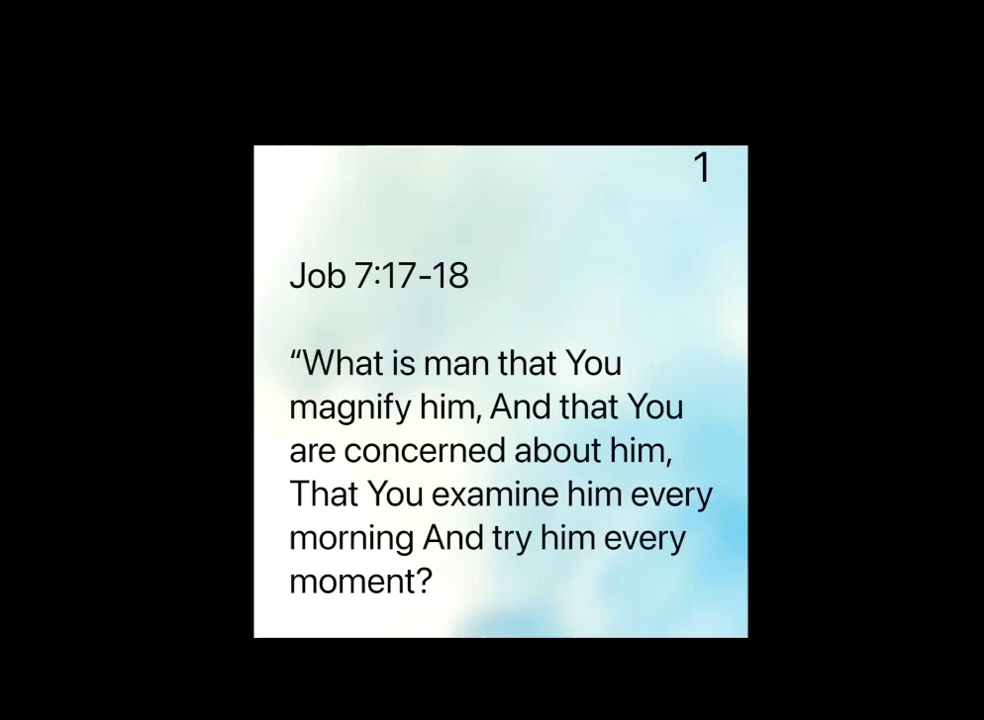 1
Job 7:17-18
“What is man that You
magnify him, And that You
are concerned about him,
That You examine him every
morning And try him every
moment?